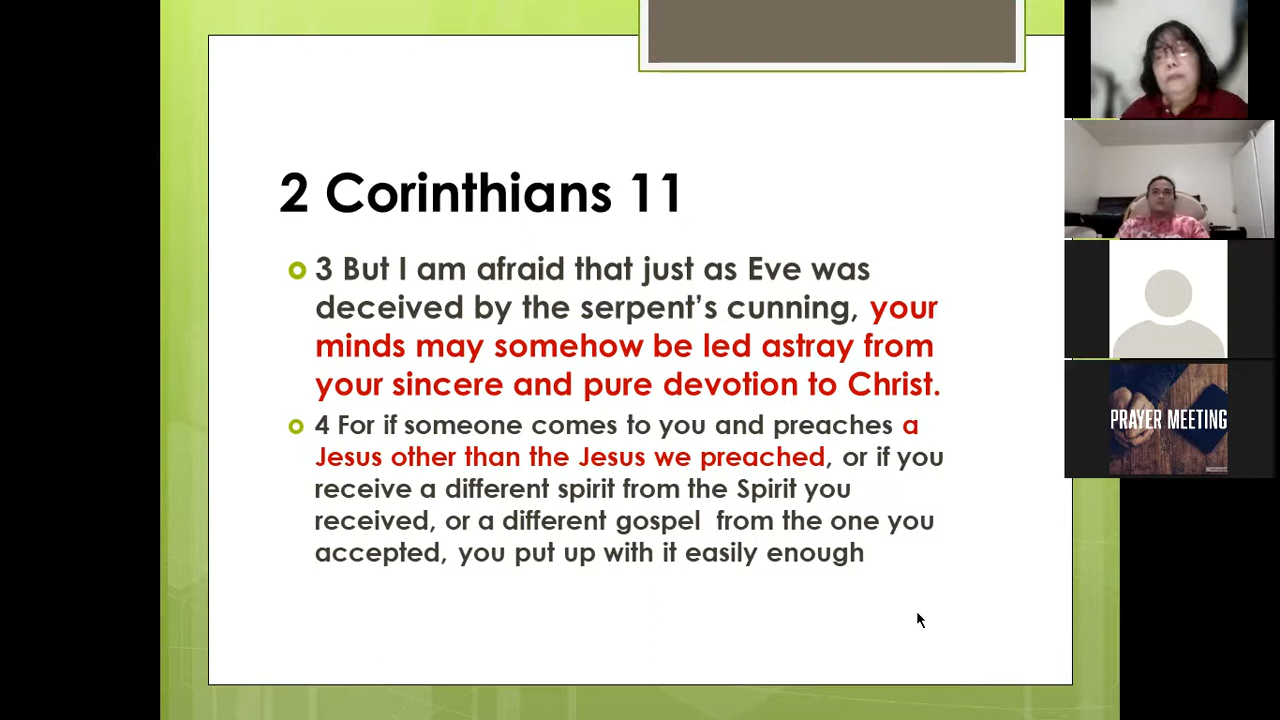 2 Corinthians 11
3 But I am afraid that just as Eve was
deceived by the serpent’s cunning, your
minds may somehow be led astray from
your sincere and pure devotion to Christ.
4 For if someone comes to you and preaches a
Jesus other than the Jesus we preached, or if you
receive a different spirit from the Spirit you
received, or a different gospel from the one you
accepted, you put up with it easily enough
PRAYER MEETING